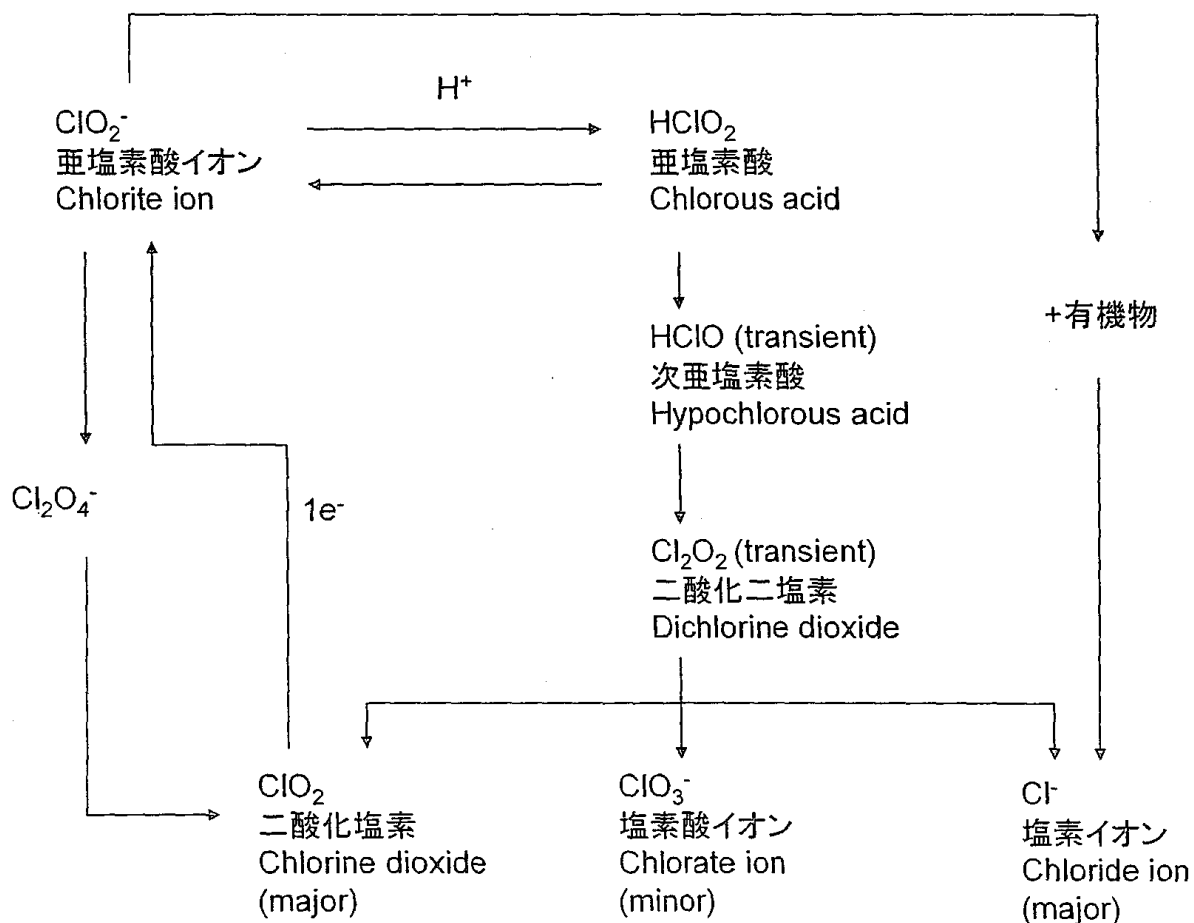 H⁺
ClO₂⁻
亜塩素酸イオン
Chlorite ion
HClO₂
亜塩素酸
Chlorous acid
+有機物
HClO (transient)
次亜塩素酸
Hypochlorous acid
Cl₂O₄⁻
1e⁻
Cl₂O₂ (transient)
二酸化二塩素
Dichlorine dioxide
ClO₂
二酸化塩素
Chlorine dioxide
(major)
ClO₃⁻
塩素酸イオン
Chlorate ion
(minor)
Cl⁻
塩素イオン
Chloride ion
(major)